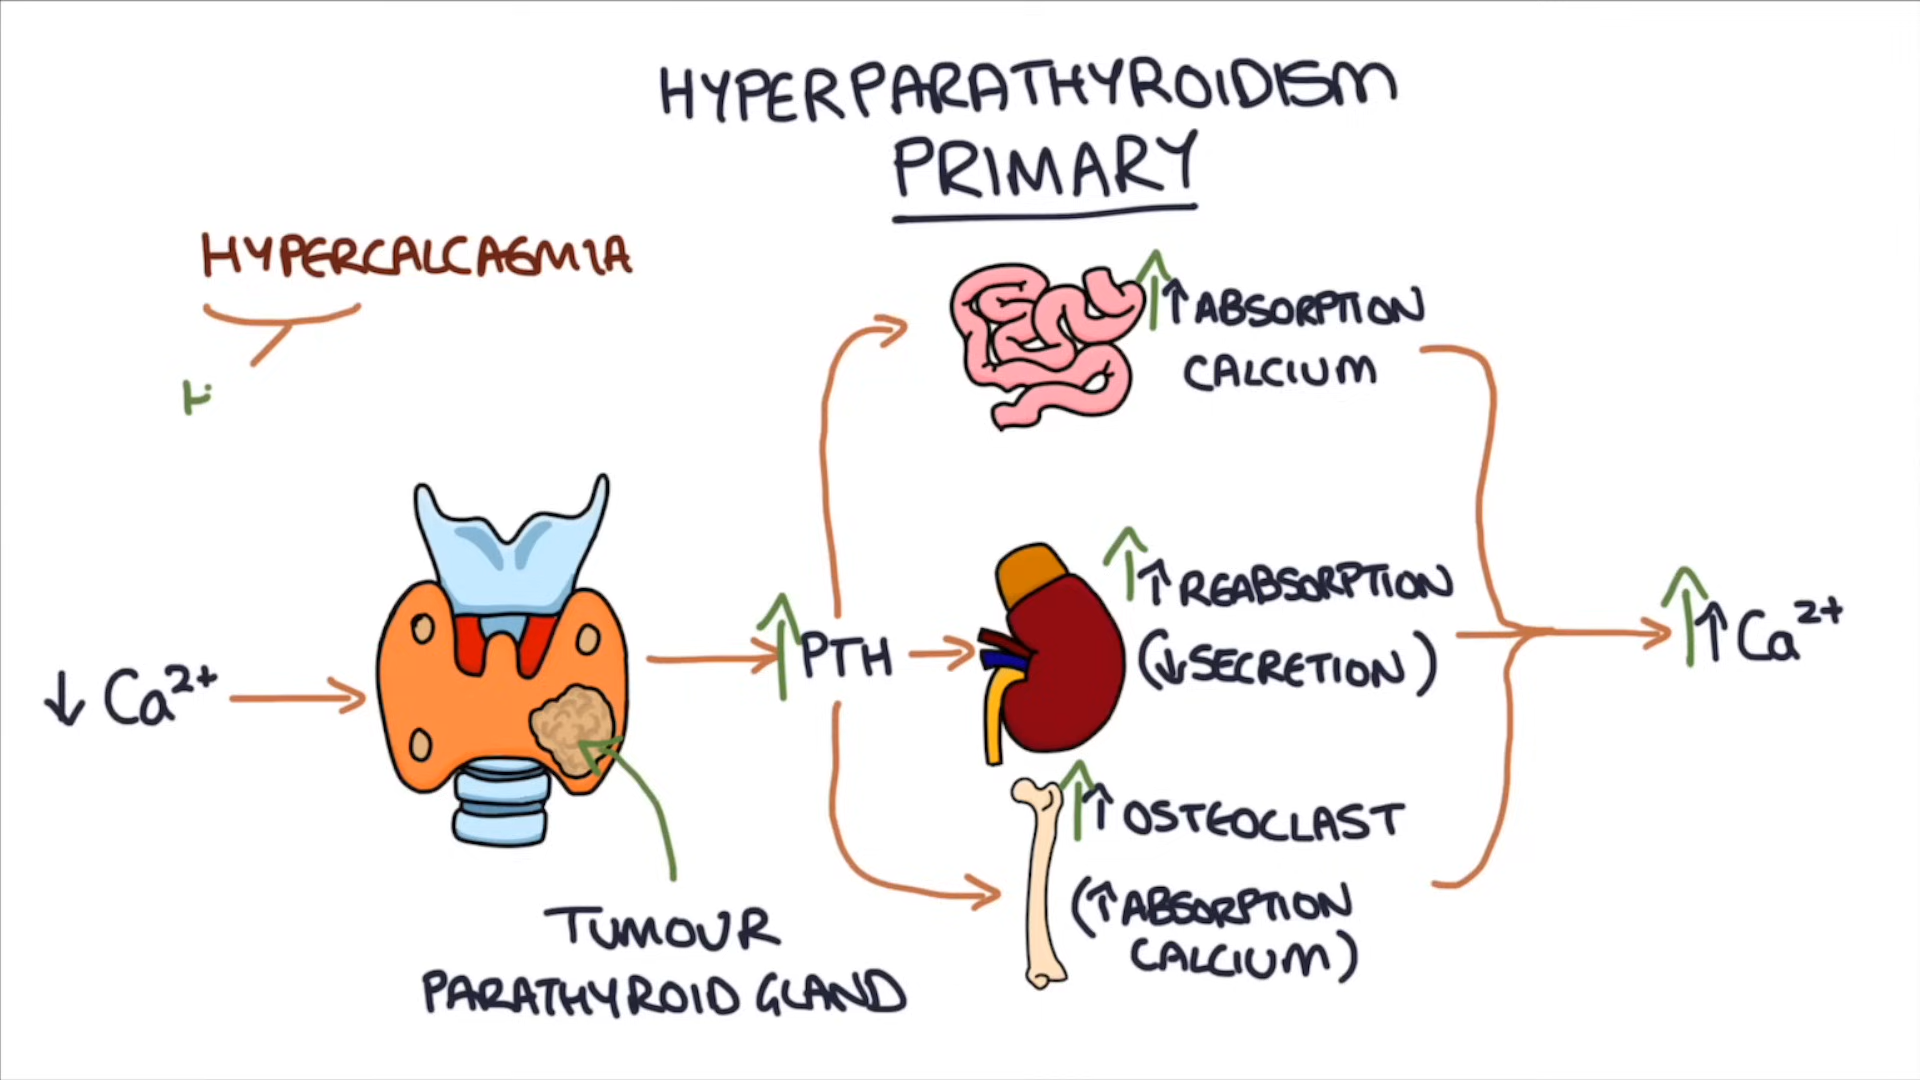 HYPERPARATHYROIDISM
PRIMARY
HYPERCALCAEMIA
↑ ↑ ABSORPTION
CALCIUM
↑ ↑ REABSORPTION
(↓ SECRETION)
↓ Ca²⁺
↑ PTH
↑ ↑ Ca²⁺
↑ ↑ OSTEOCLAST
(↑ ABSORPTION
CALCIUM)
TUMOUR
PARATHYROID GLAND